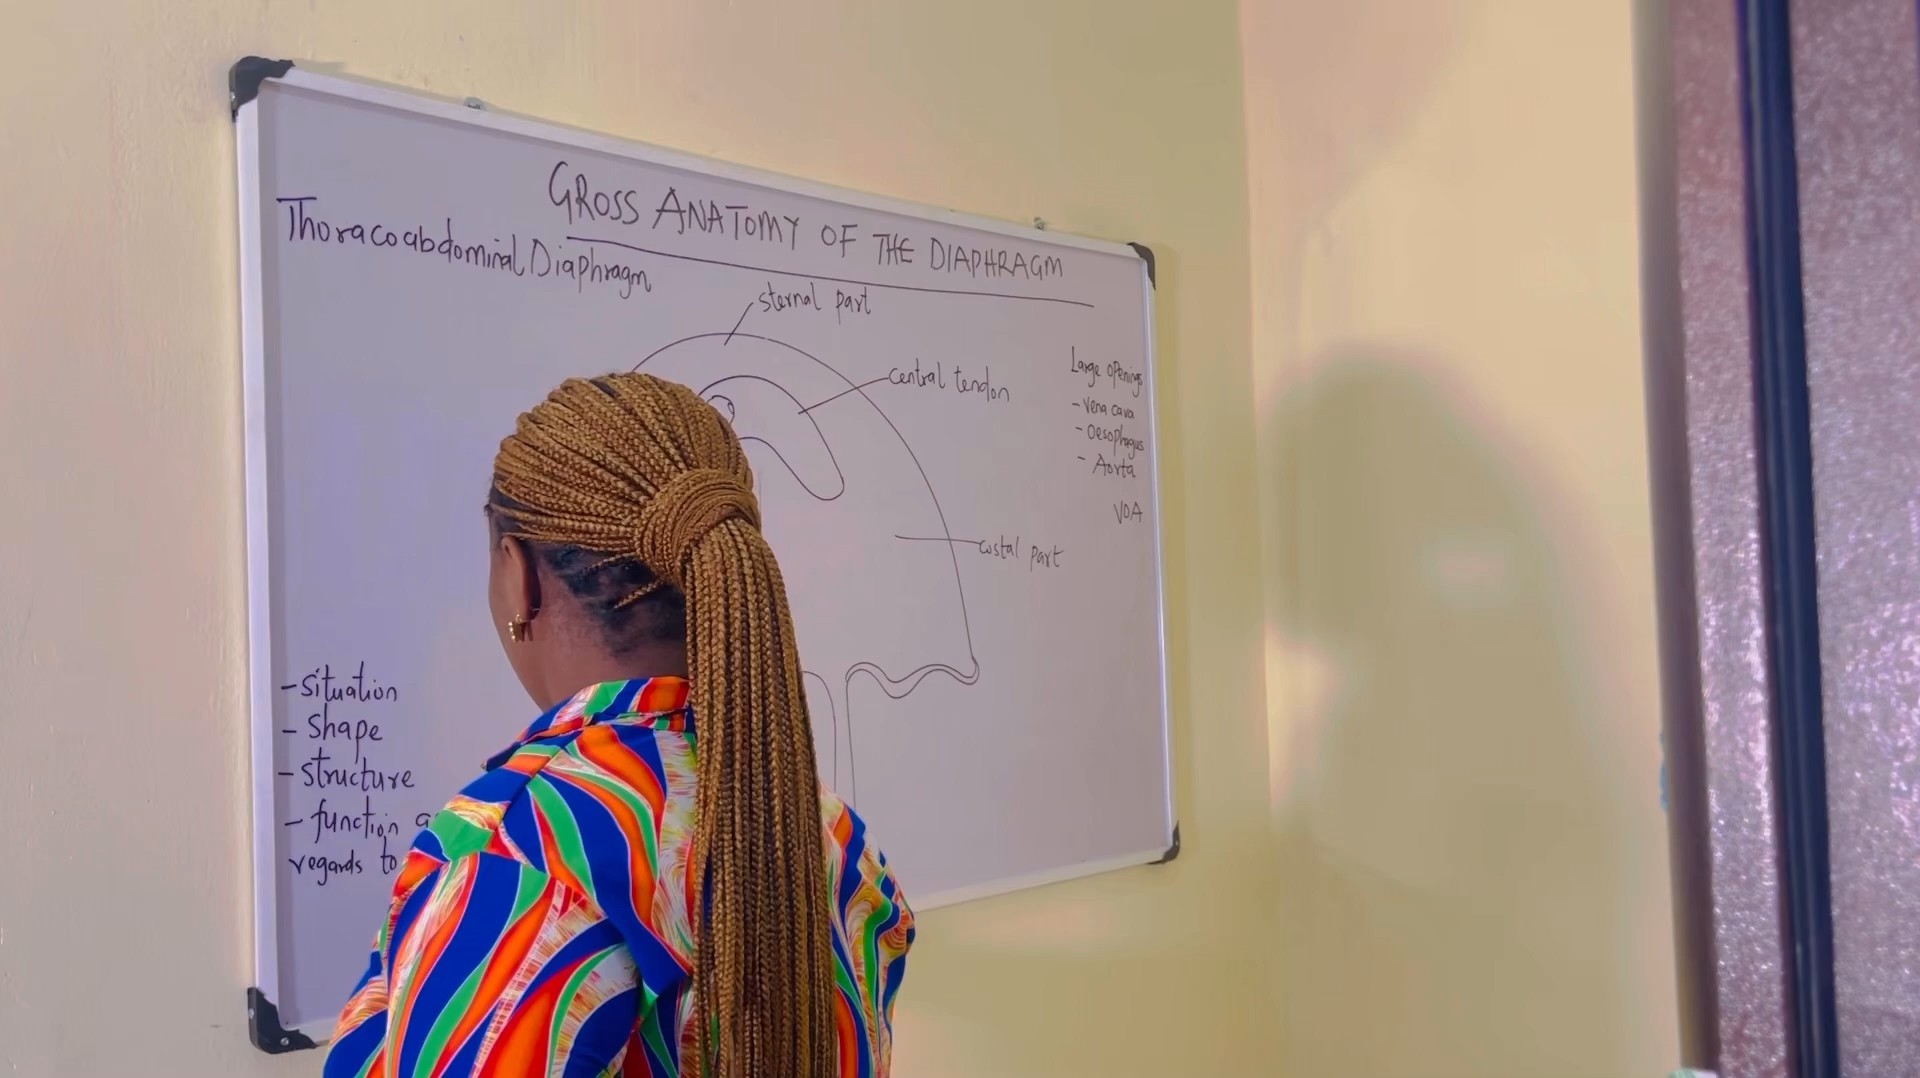 GROSS ANATOMY OF THE DIAPHRAGM
Thoracoabdominal Diaphragm
sternal part
central tendon
costal part
Large openings
- Vena cava
- Oesophagus
- Aorta
VOA
- situation
- shape
- structure
- function
regards to